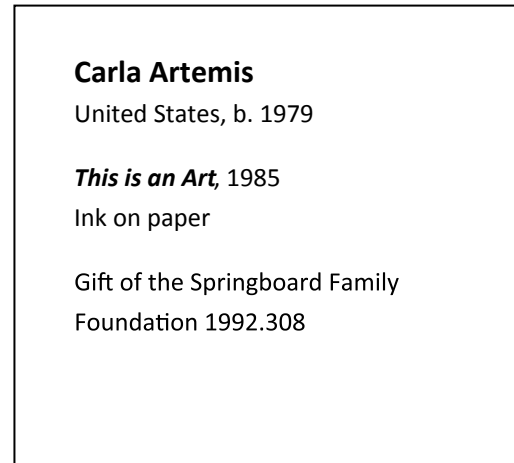 Carla Artemis
United States, b. 1979
This is an Art, 1985
Ink on paper
Gift of the Springboard Family
Foundation 1992.308